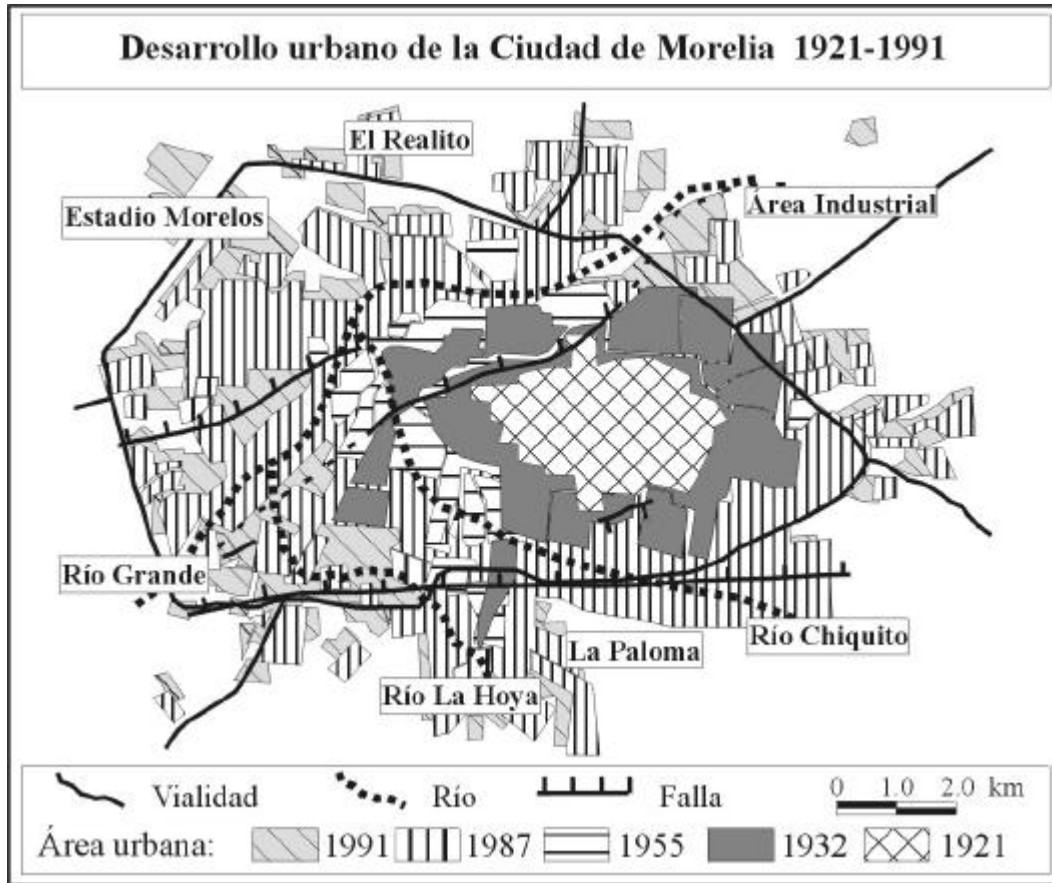 Desarrollo urbano de la Ciudad de Morelia 1921-1991
El Realito
Estadio Morelos
Área Industrial
Río Grande
La Paloma
Río Chiquito
Río La Hoya
Vialidad Río Falla 0 1.0 2.0 km
Área urbana: 1991 1987 1955 1932 1921